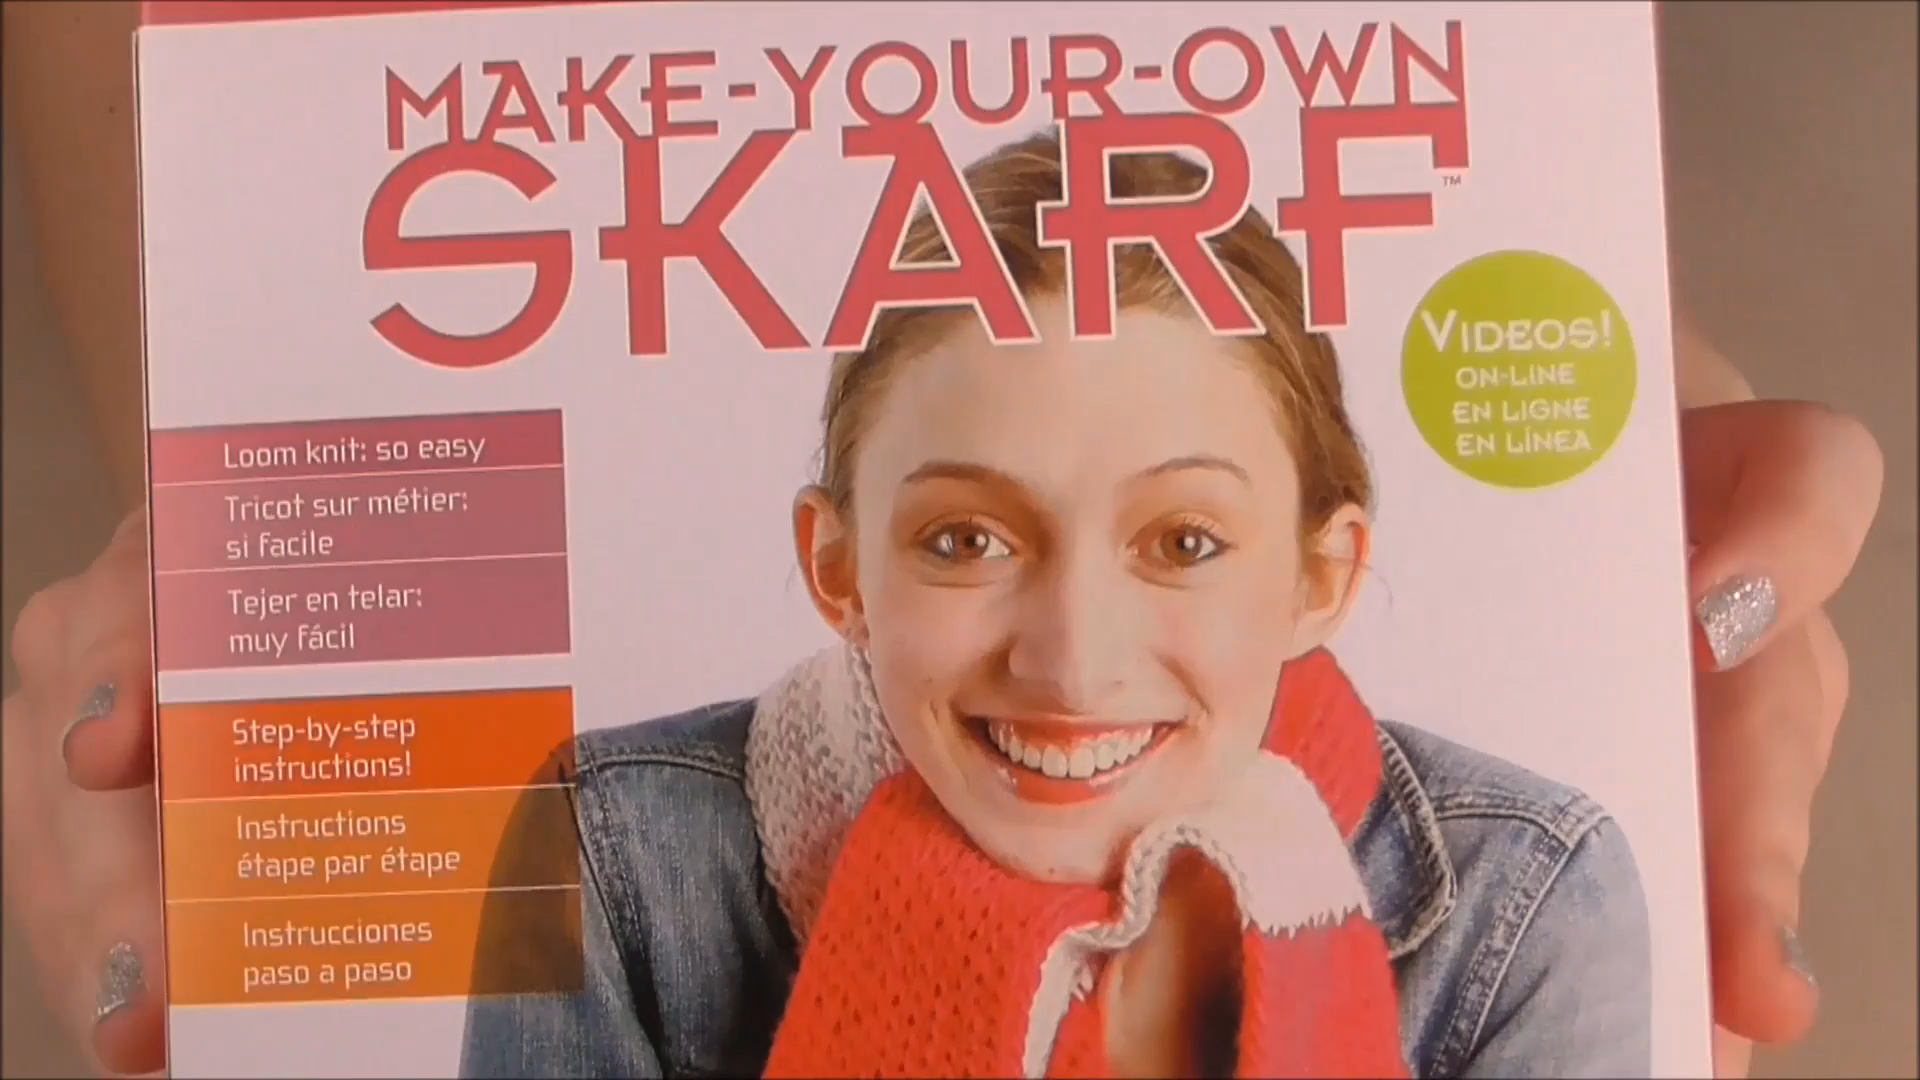 MAKE-YOUR-OWN
SKARF™
VIDEOS!
ON-LINE
EN LIGNE
EN LÍNEA
Loom knit: so easy
Tricot sur métier:
si facile
Tejer en telar:
muy fácil
Step-by-step
instructions!
Instructions
étape par étape
Instrucciones
paso a paso